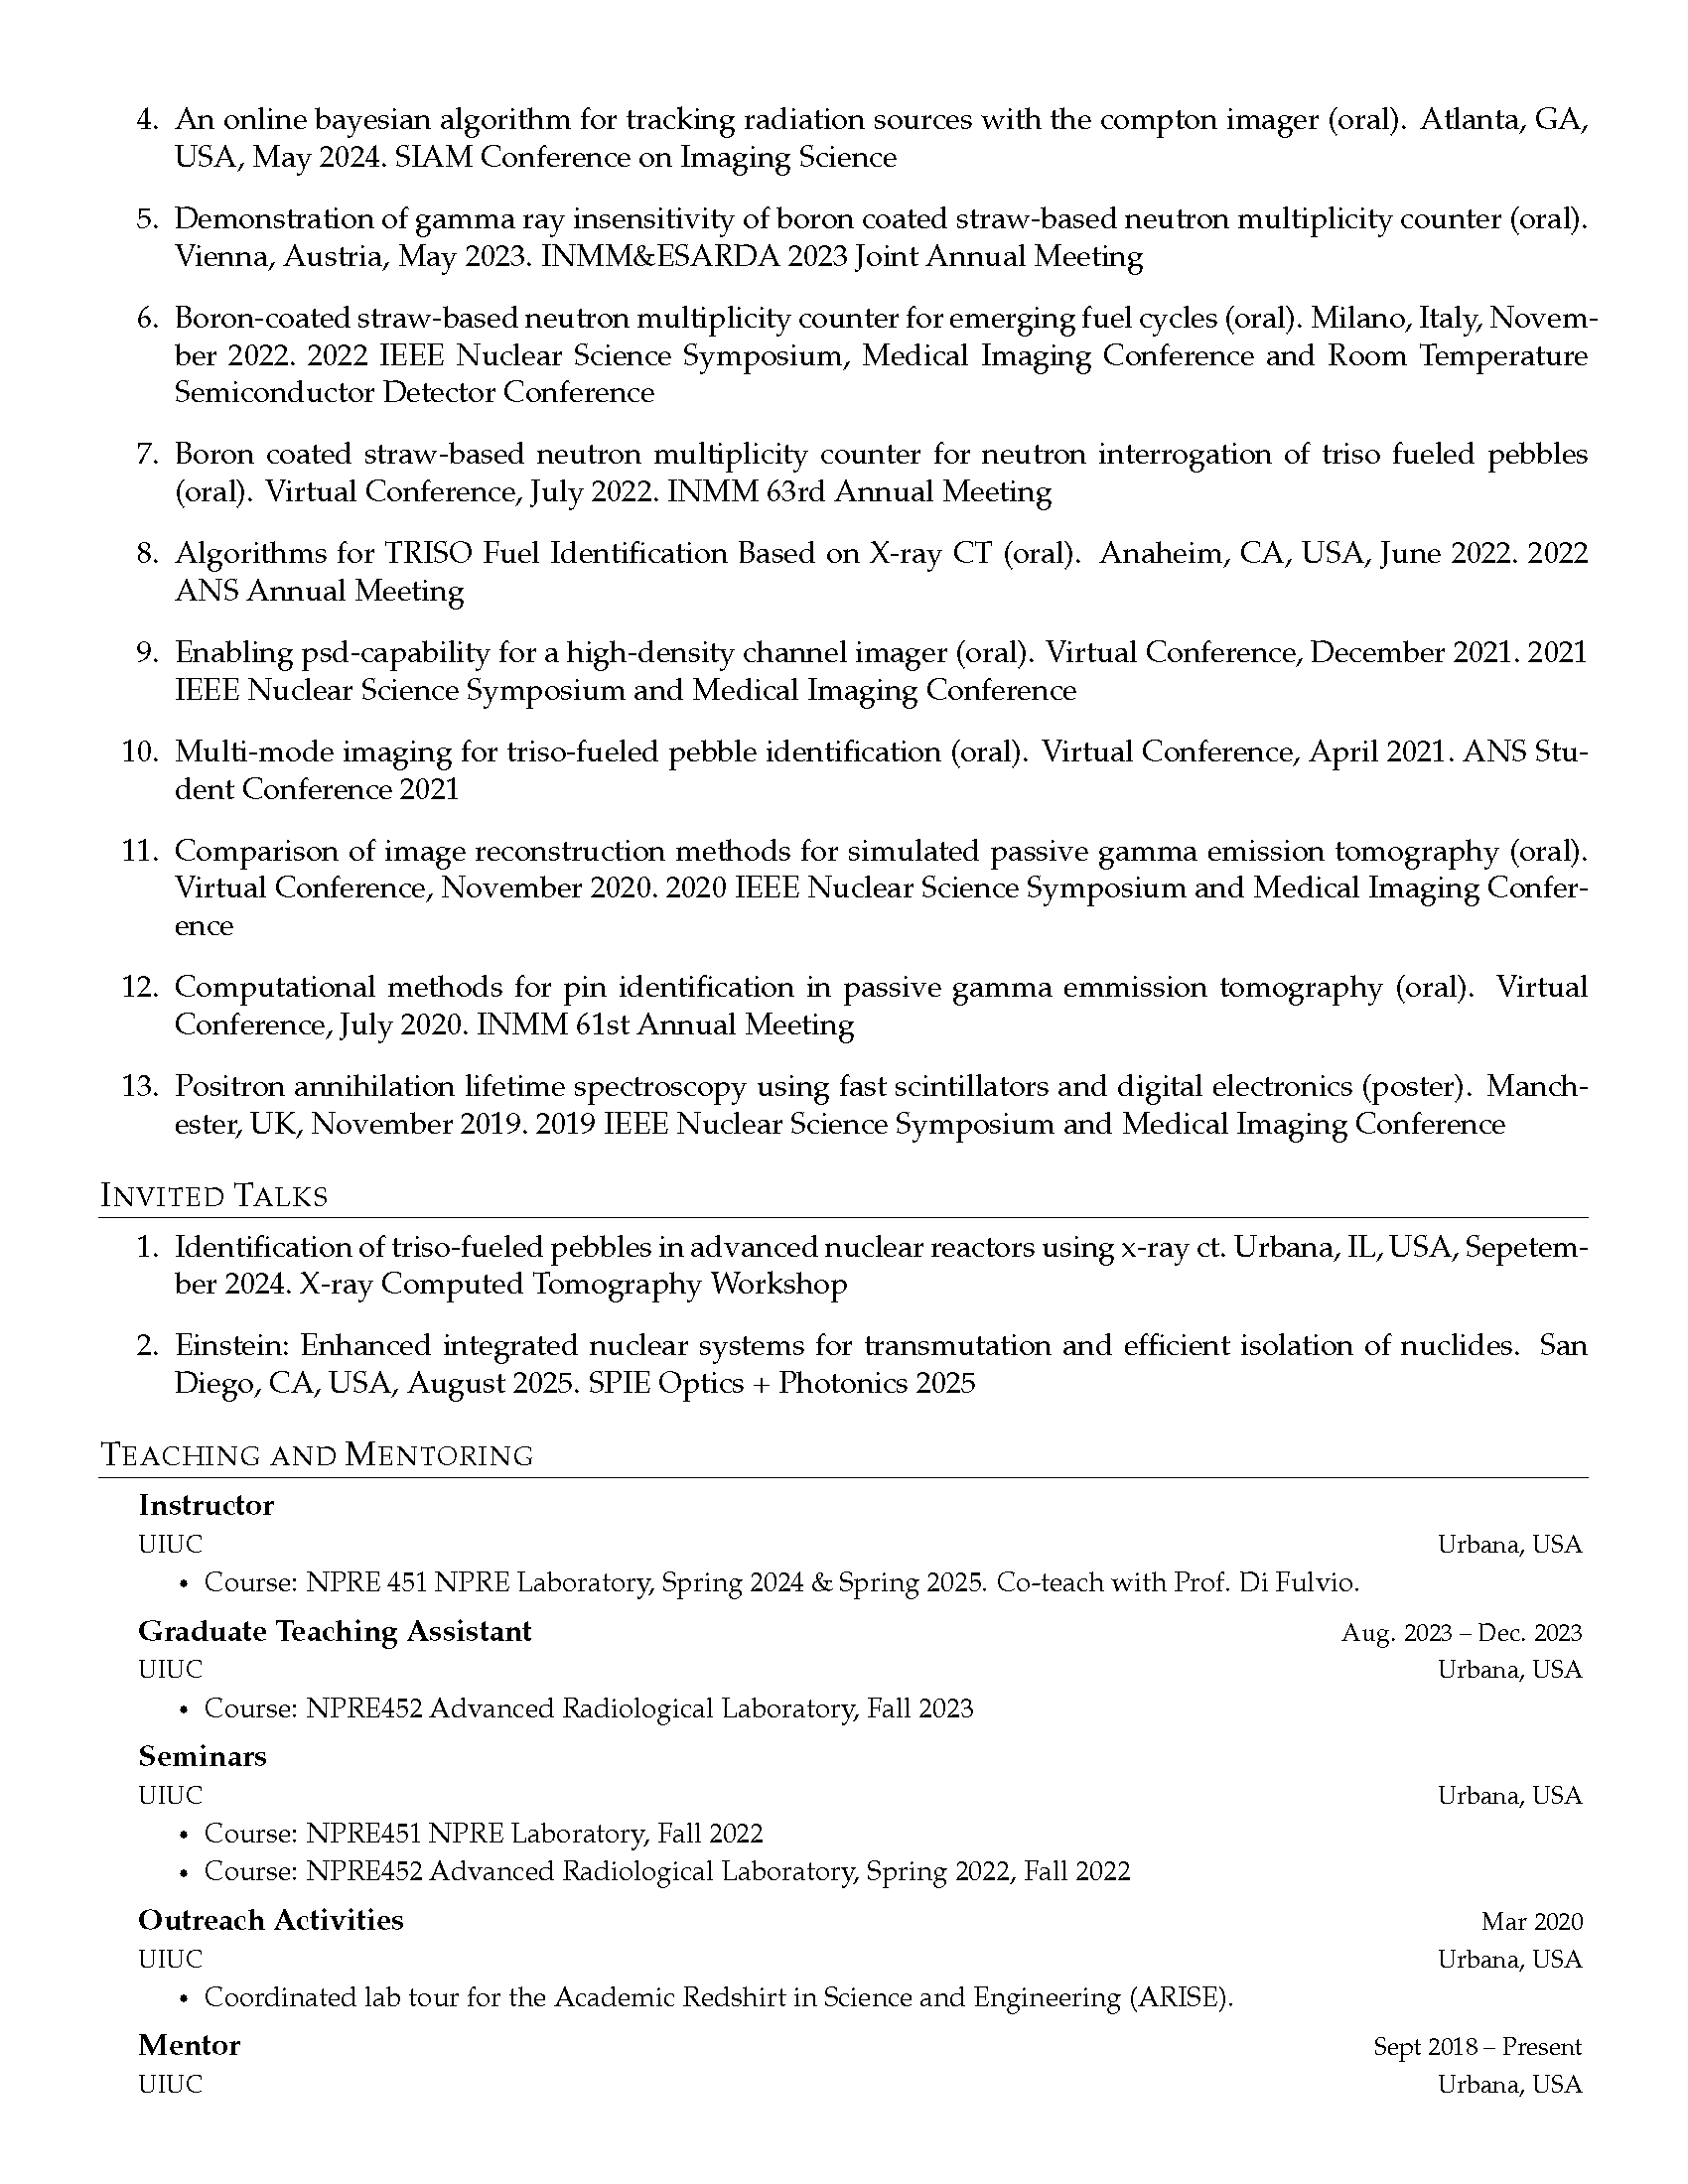 4. An online bayesian algorithm for tracking radiation sources with the compton imager (oral). Atlanta, GA,
USA, May 2024. SIAM Conference on Imaging Science
5. Demonstration of gamma ray insensitivity of boron coated straw-based neutron multiplicity counter (oral).
Vienna, Austria, May 2023. INMM&ESARDA 2023 Joint Annual Meeting
6. Boron-coated straw-based neutron multiplicity counter for emerging fuel cycles (oral). Milano, Italy, Novem-
ber 2022. 2022 IEEE Nuclear Science Symposium, Medical Imaging Conference and Room Temperature
Semiconductor Detector Conference
7. Boron coated straw-based neutron multiplicity counter for neutron interrogation of triso fueled pebbles
(oral). Virtual Conference, July 2022. INMM 63rd Annual Meeting
8. Algorithms for TRISO Fuel Identification Based on X-ray CT (oral). Anaheim, CA, USA, June 2022. 2022
ANS Annual Meeting
9. Enabling psd-capability for a high-density channel imager (oral). Virtual Conference, December 2021. 2021
IEEE Nuclear Science Symposium and Medical Imaging Conference
10. Multi-mode imaging for triso-fueled pebble identification (oral). Virtual Conference, April 2021. ANS Stu-
dent Conference 2021
11. Comparison of image reconstruction methods for simulated passive gamma emission tomography (oral).
Virtual Conference, November 2020. 2020 IEEE Nuclear Science Symposium and Medical Imaging Confer-
ence
12. Computational methods for pin identification in passive gamma emmission tomography (oral). Virtual
Conference, July 2020. INMM 61st Annual Meeting
13. Positron annihilation lifetime spectroscopy using fast scintillators and digital electronics (poster). Manch-
ester, UK, November 2019. 2019 IEEE Nuclear Science Symposium and Medical Imaging Conference
INVITED TALKS
1. Identification of triso-fueled pebbles in advanced nuclear reactors using x-ray ct. Urbana, IL, USA, Sepetem-
ber 2024. X-ray Computed Tomography Workshop
2. Einstein: Enhanced integrated nuclear systems for transmutation and efficient isolation of nuclides. San
Diego, CA, USA, August 2025. SPIE Optics + Photonics 2025
TEACHING AND MENTORING
Instructor
UIUC Urbana, USA
• Course: NPRE 451 NPRE Laboratory, Spring 2024 & Spring 2025. Co-teach with Prof. Di Fulvio.
Graduate Teaching Assistant Aug. 2023 – Dec. 2023
UIUC Urbana, USA
• Course: NPRE452 Advanced Radiological Laboratory, Fall 2023
Seminars
UIUC Urbana, USA
• Course: NPRE451 NPRE Laboratory, Fall 2022
• Course: NPRE452 Advanced Radiological Laboratory, Spring 2022, Fall 2022
Outreach Activities Mar 2020
UIUC Urbana, USA
• Coordinated lab tour for the Academic Redshirt in Science and Engineering (ARISE).
Mentor Sept 2018 – Present
UIUC Urbana, USA